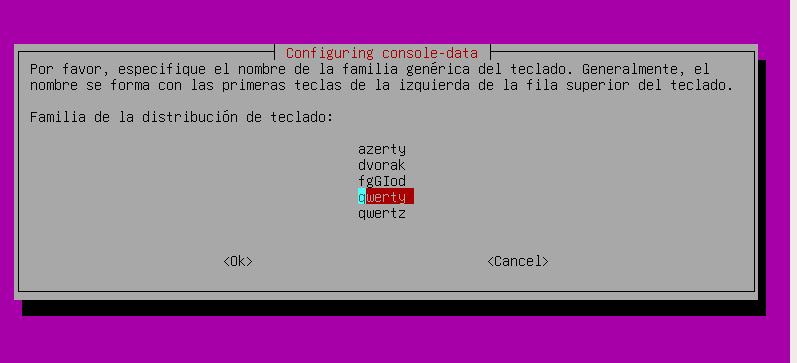 Configuring console-data
Por favor, especifique el nombre de la familia genérica del teclado. Generalmente, el
nombre se forma con las primeras teclas de la izquierda de la fila superior del teclado.
Familia de la distribución de teclado:
azerty
dvorak
fgGIod
qwerty
qwertz
<Ok> <Cancel>